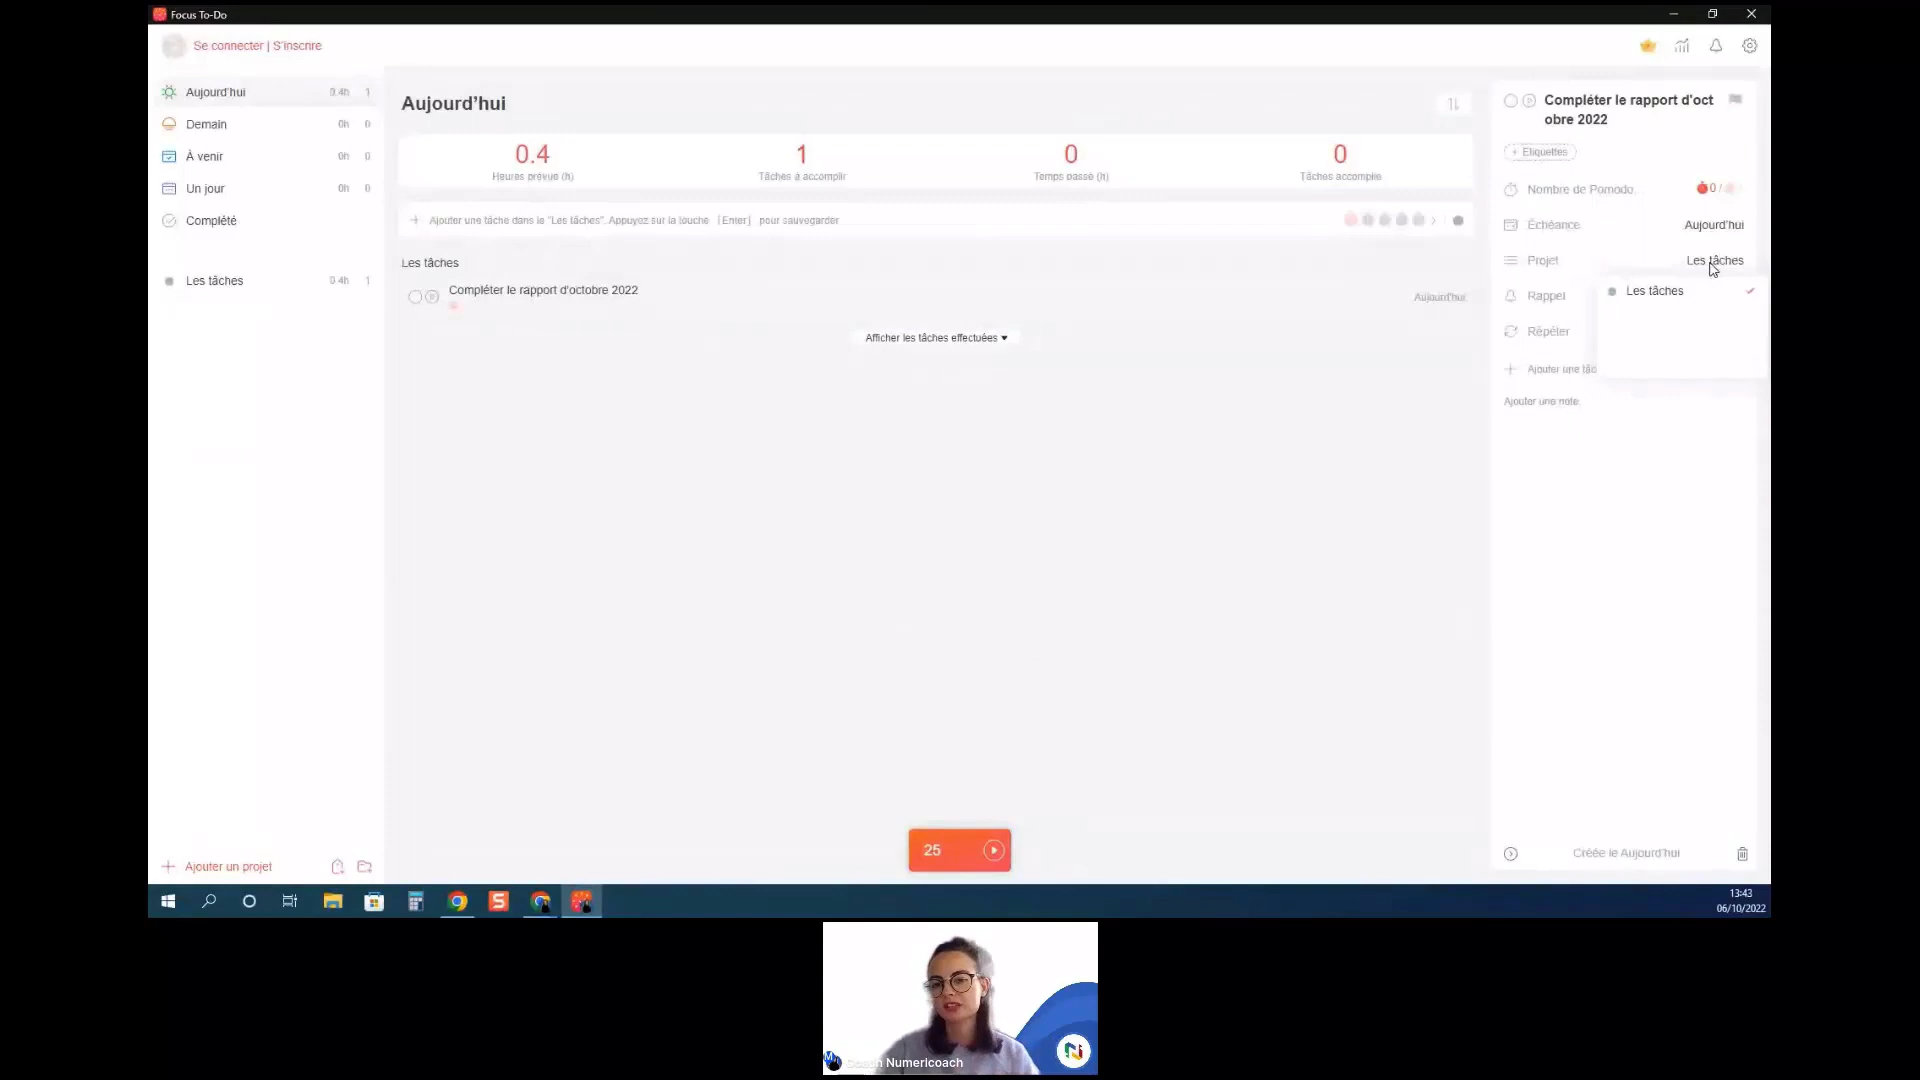 Focus To-Do
Se connecter | S'inscrire
Aujourd'hui 0.4h 1
Demain 0h 0
À venir 0h 0
Un jour 0h 0
Complété
Les tâches 0.4h 1
Ajouter un projet
Aujourd'hui
0.4 1 0 0
Heures prévue (h) Tâches à accomplir Temps passé (h) Tâches accomplie
Ajouter une tâche dans le "Les tâches". Appuyez sur la touche [Enter] pour sauvegarder
Les tâches
Compléter le rapport d'octobre 2022
Aujourd'hui
Afficher les tâches effectuées
25
Compléter le rapport d'oct
obre 2022
+ Etiquettes
Nombre de Pomodo... 0 /
Échéance Aujourd'hui
Projet Les tâches
Les tâches
Rappel
Répéter
Ajouter une tâc
Ajouter une note
Créée le Aujourd'hui
13:43
06/10/2022
Numericoach